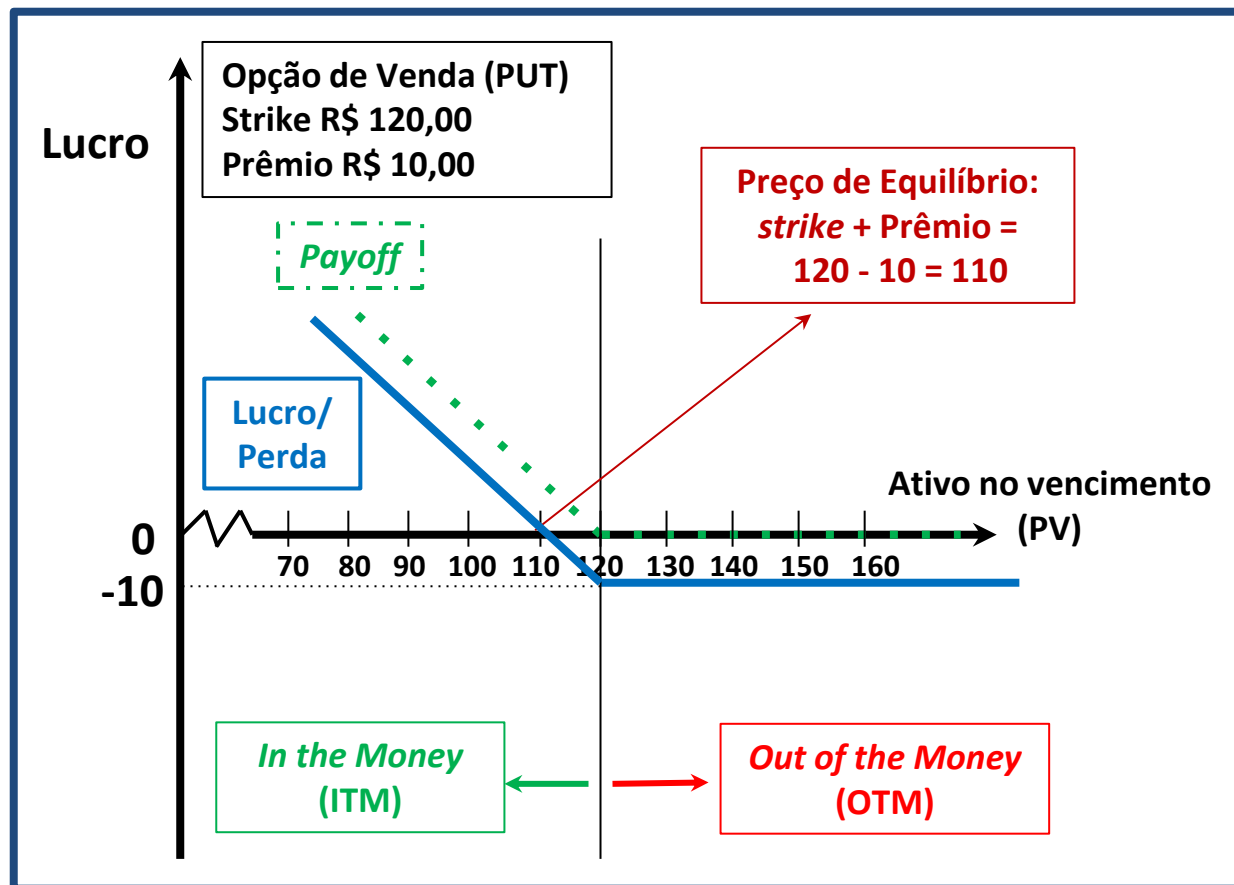 Opção de Venda (PUT)
Strike R$ 120,00
Prêmio R$ 10,00
Lucro
Preço de Equilíbrio:
strike + Prêmio =
120 - 10 = 110
Payoff
Lucro/
Perda
Ativo no vencimento
(PV)
0
70 80 90 100 110 120 130 140 150 160
-10
In the Money
(ITM)
Out of the Money
(OTM)